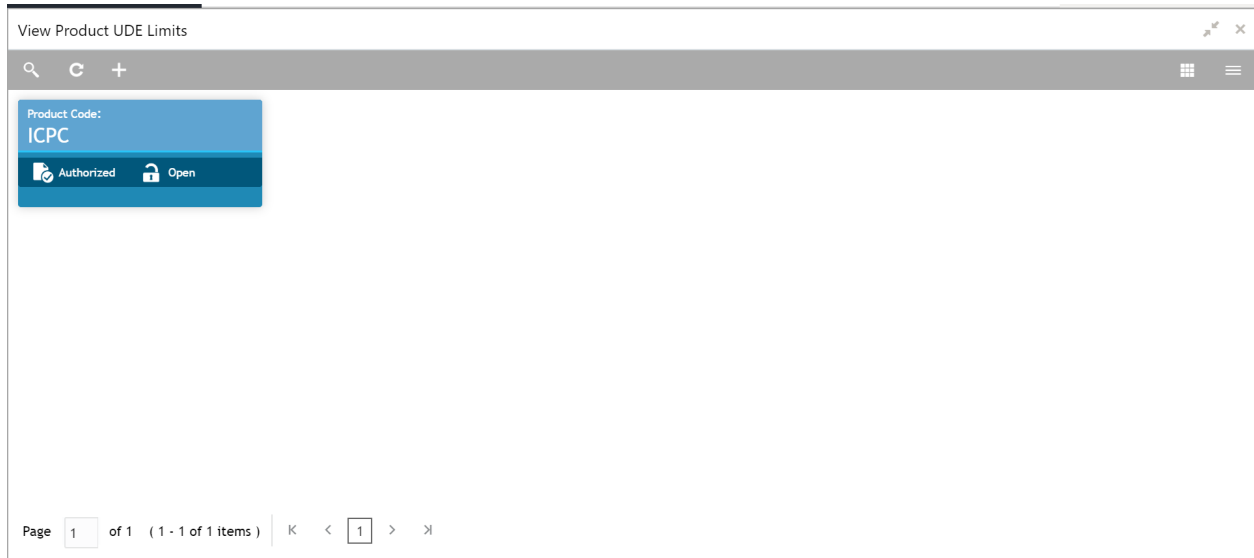 View Product UDE Limits
Product Code:
ICPC
Authorized Open
Page 1 of 1 ( 1 - 1 of 1 items ) 1